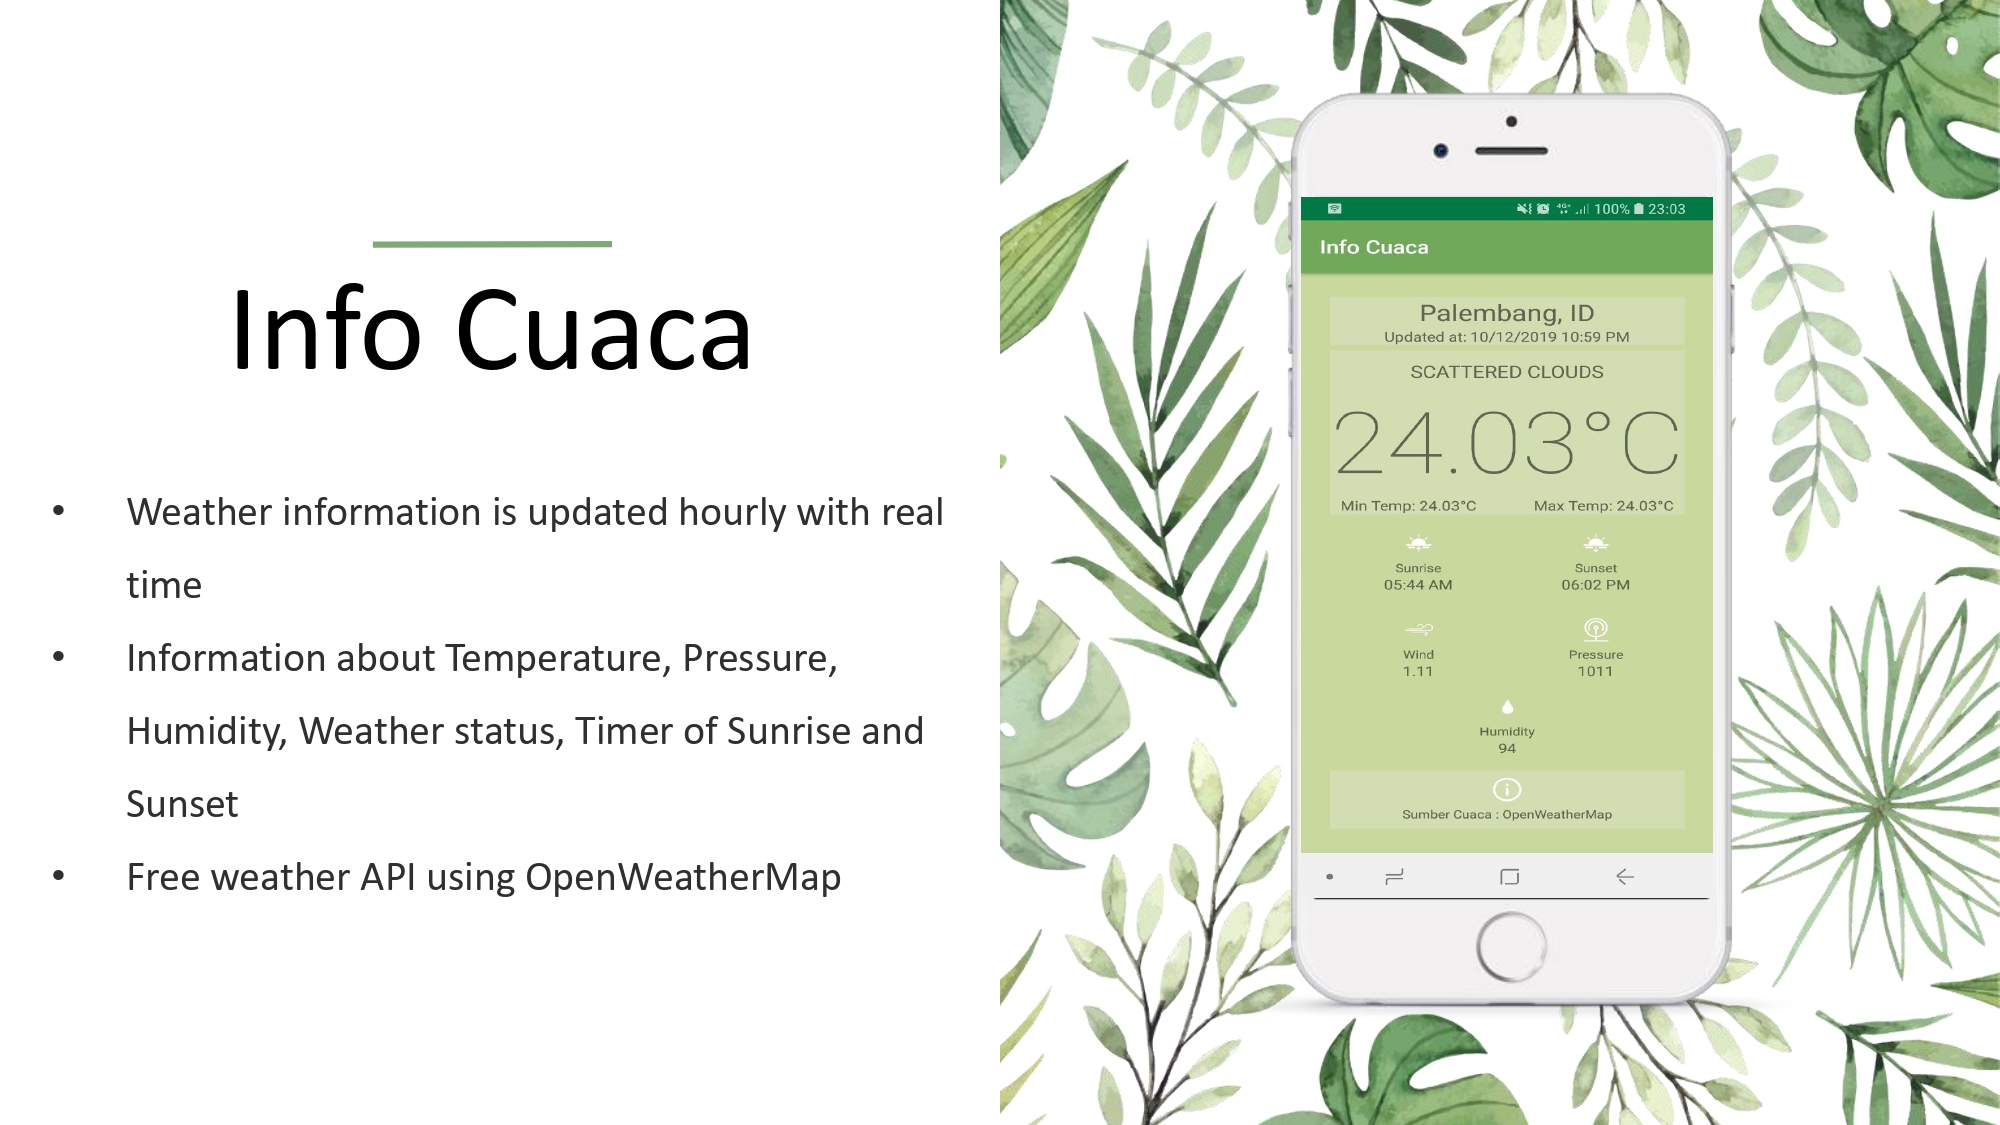 Info Cuaca
• Weather information is updated hourly with real
time
• Information about Temperature, Pressure,
Humidity, Weather status, Timer of Sunrise and
Sunset
• Free weather API using OpenWeatherMap
4G+ 100% 23:03
Info Cuaca
Palembang, ID
Updated at: 10/12/2019 10:59 PM
SCATTERED CLOUDS
24.03°C
Min Temp: 24.03°C Max Temp: 24.03°C
Sunrise Sunset
05:44 AM 06:02 PM
Wind Pressure
1.11 1011
Humidity
94
Sumber Cuaca : OpenWeatherMap